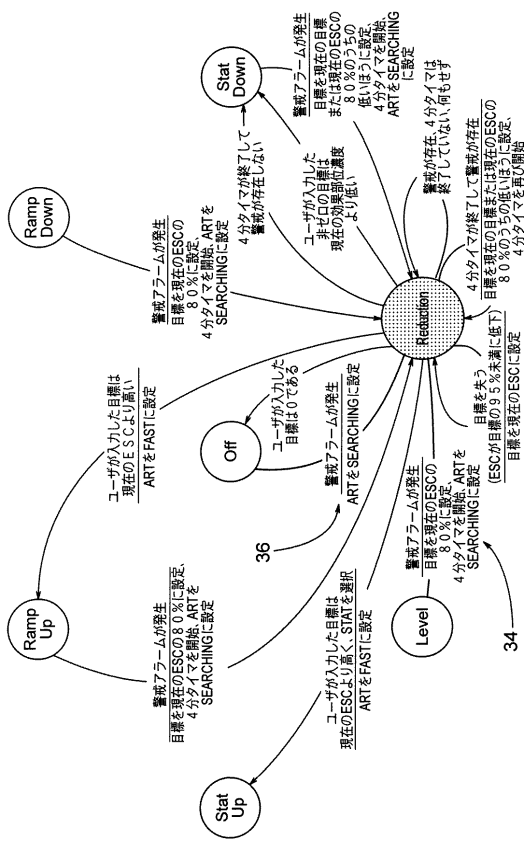 Ramp
Down
警戒アラームが発生
目標を現在のESCの
80%に設定、
4分タイマを開始、ARTを
SEARCHINGに設定
Stat
Down
4分タイマが終了して
警戒が存在しない
ユーザが入力した
非ゼロの目標は
現在の効果部位濃度
より低い
警戒アラームが発生
目標を現在の目標
または現在のESCの
80%のうちの
低いほうに設定、
4分タイマを開始、
ARTをSEARCHING
に設定
Ramp
Up
ユーザが入力した目標は
現在のESCより高い
ARTをFASTに設定
Off
ユーザが入力した
目標は0である
警戒アラームが発生
ARTをSEARCHINGに設定
36
Reduction
警戒が存在、4分タイマは
終了していない、何もせず
4分タイマが終了して警戒が存在
目標を現在の目標または現在のESCの
80%のうちの低いほうに設定、
4分タイマを再び開始
警戒アラームが発生
目標を現在のESCの80%に設定、
4分タイマを開始、ARTを
SEARCHINGに設定
Stat
Up
ユーザが入力した目標は
現在のESCより高く、STATを選択
ARTをFASTに設定
Level
警戒アラームが発生
目標を現在のESCの
80%に設定、
4分タイマを開始、ARTを
SEARCHINGに設定
目標を失う
(ESCが目標の95%未満に低下)
目標を現在のESCに設定
34